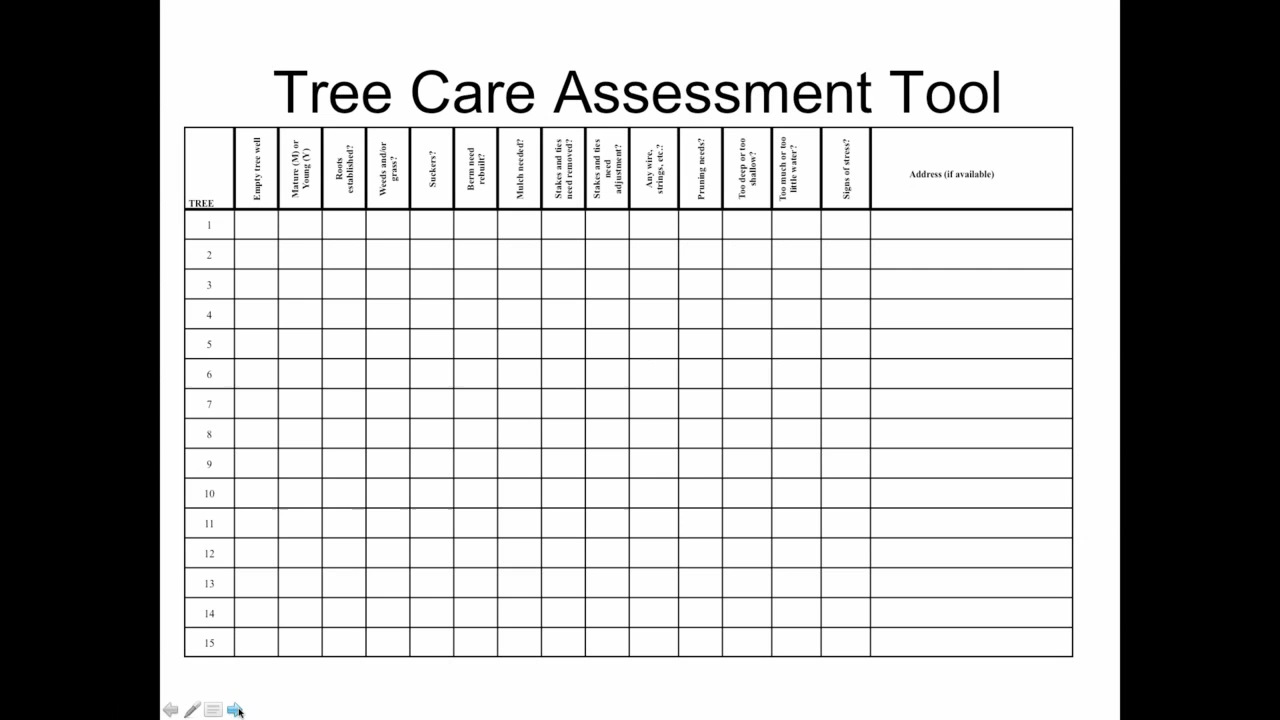 Tree Care Assessment Tool
TREE
Empty tree well
Mature (M) or
Young (Y)
Roots
established?
Weeds and/or
grass?
Suckers?
Berm need
rebuilt?
Mulch needed?
Stakes and ties
need removed?
Stakes and ties
need
adjustment?
Any wire,
strings, etc.?
Pruning needs?
Too deep or too
shallow?
Too much or too
little water?
Signs of stress?
Address (if available)
1
2
3
4
5
6
7
8
9
10
11
12
13
14
15